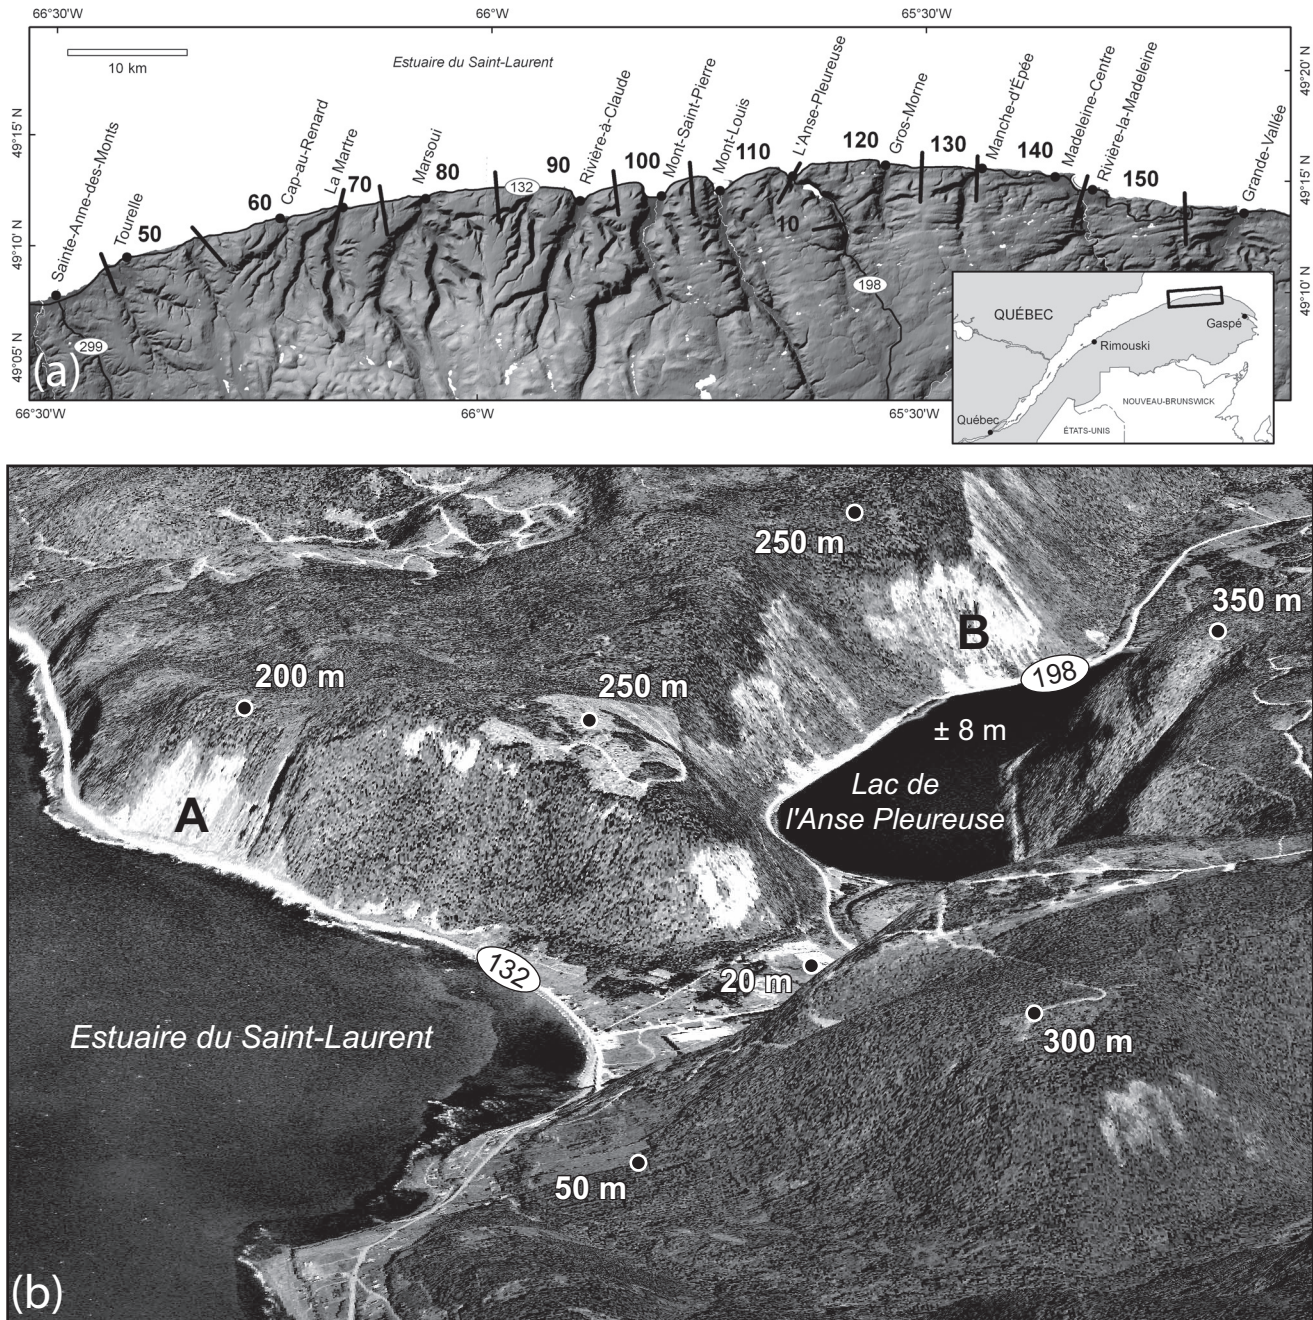 66°30'W
66°W
65°30'W
10 km
Estuaire du Saint-Laurent
49°20' N
49°15' N
49°10' N
49°05' N
49°15' N
49°10' N
Sainte-Anne-des-Monts
Tourelle
50
60
Cap-au-Renard
La Martre
70
Marsoui
80
132
90
Rivière-à-Claude
100
Mont-Saint-Pierre
Mont-Louis
110
L'Anse-Pleureuse
120
Gros-Morne
130
Manche-d'Épée
140
Madeleine-Centre
Rivière-la-Madeleine
150
Grande-Vallée
10
198
299
(a)
66°30'W
66°W
65°30'W
QUÉBEC
Gaspé
Rimouski
NOUVEAU-BRUNSWICK
Québec
ÉTATS-UNIS
250 m
350 m
B
198
200 m
250 m
± 8 m
A
Lac de
l'Anse Pleureuse
132
20 m
Estuaire du Saint-Laurent
300 m
50 m
(b)